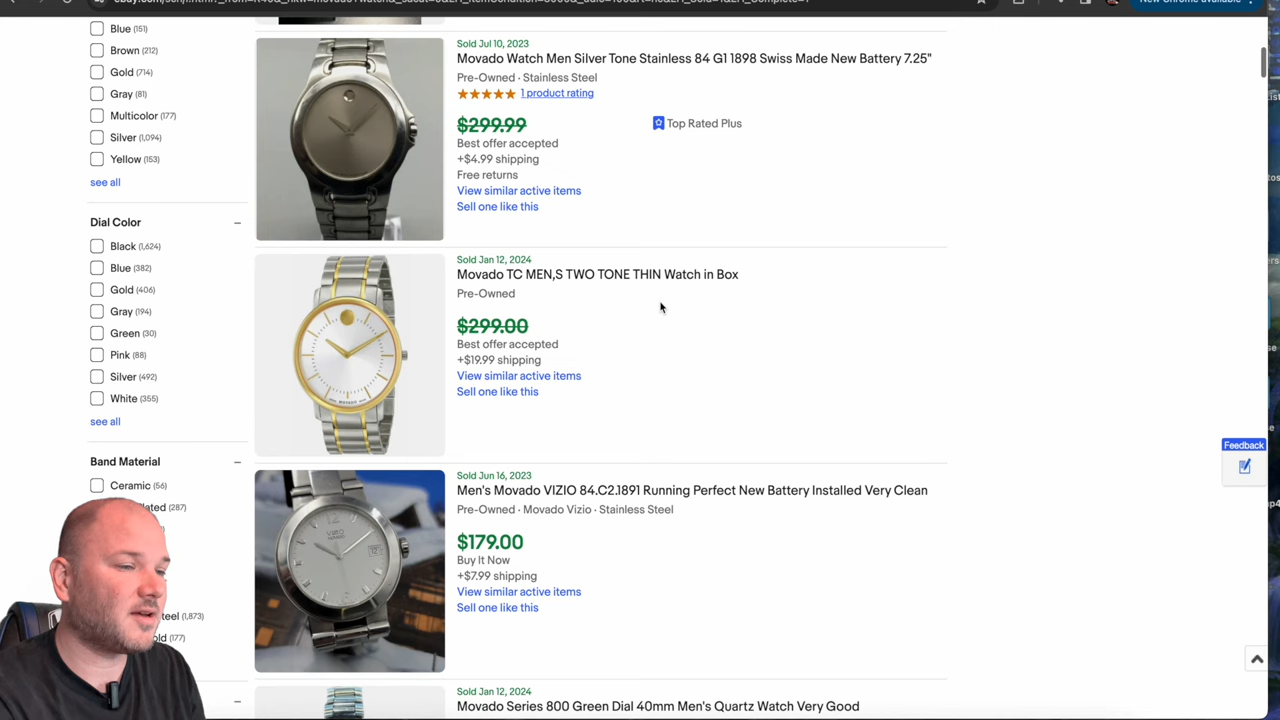 New Chrome available
Blue (151)
Brown (212)
Gold (714)
Gray (81)
Multicolor (177)
Silver (1,094)
Yellow (153)
see all
Dial Color
Black (1,624)
Blue (382)
Gold (406)
Gray (194)
Green (30)
Pink (88)
Silver (492)
White (355)
see all
Band Material
Ceramic (56)
(287)
(1,873)
(177)
Sold Jul 10, 2023
Movado Watch Men Silver Tone Stainless 84 G1 1898 Swiss Made New Battery 7.25"
Pre-Owned · Stainless Steel
1 product rating
$299.99
Top Rated Plus
Best offer accepted
+$4.99 shipping
Free returns
View similar active items
Sell one like this
Sold Jan 12, 2024
Movado TC MEN,S TWO TONE THIN Watch in Box
Pre-Owned
$299.00
Best offer accepted
+$19.99 shipping
View similar active items
Sell one like this
Sold Jun 16, 2023
Men's Movado VIZIO 84.C2.1891 Running Perfect New Battery Installed Very Clean
Pre-Owned · Movado Vizio · Stainless Steel
$179.00
Buy It Now
+$7.99 shipping
View similar active items
Sell one like this
Sold Jan 12, 2024
Movado Series 800 Green Dial 40mm Men's Quartz Watch Very Good
Feedback